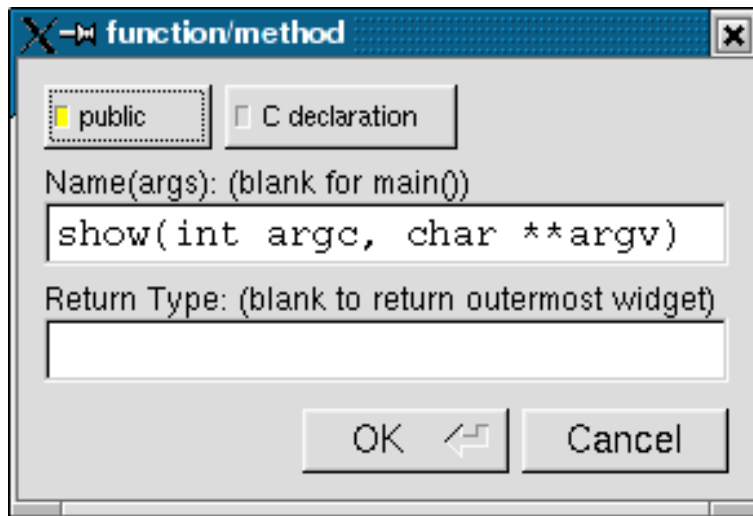 function/method
public
C declaration
Name(args): (blank for main())
show(int argc, char **argv)
Return Type: (blank to return outermost widget)
OK
Cancel